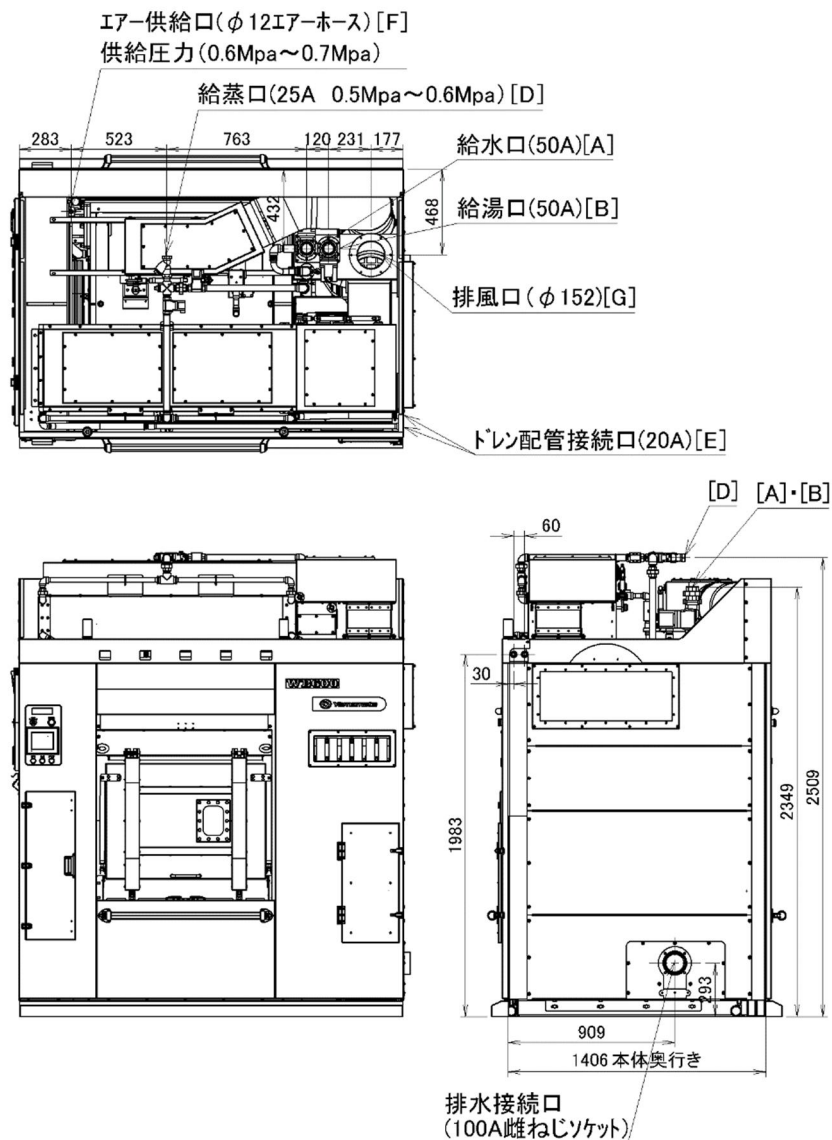 エアー供給口(φ12エアーホース)[F]
供給圧力(0.6Mpa～0.7Mpa)
給蒸口(25A 0.5Mpa～0.6Mpa)[D]
283 523 763 120 231 177
給水口(50A)[A]
432
468
給湯口(50A)[B]
排風口(φ152)[G]
ドレン配管接続口(20A)[E]
[D] [A]・[B]
60
30
WB600
Yamamoto
1983
2349
2509
293
909
1406 本体奥行き
排水接続口
(100A雌ねじソケット)